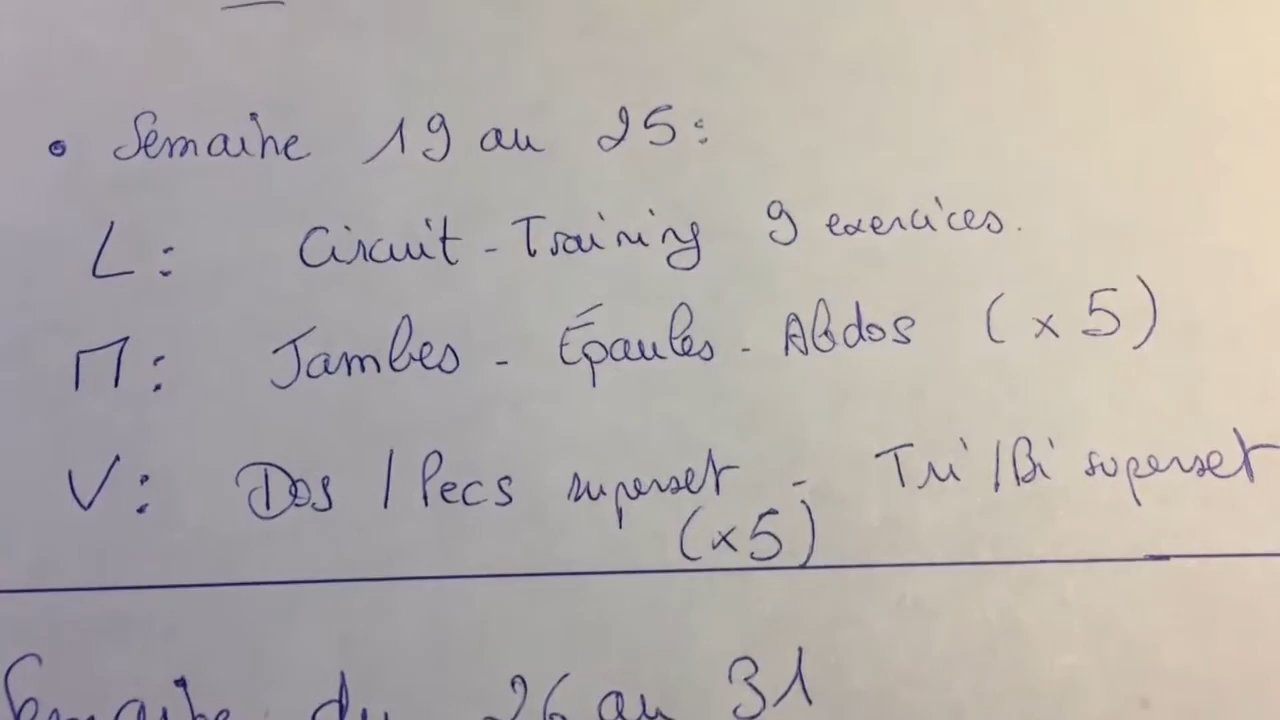 • Semaine 19 au 25:
L: Circuit-Training 9 exercices.
M: Jambes - Épaules - Abdos (x5)
V: Dos / Pecs superset - Tri/Bi superset
(x5)
Semaine du 26 au 31